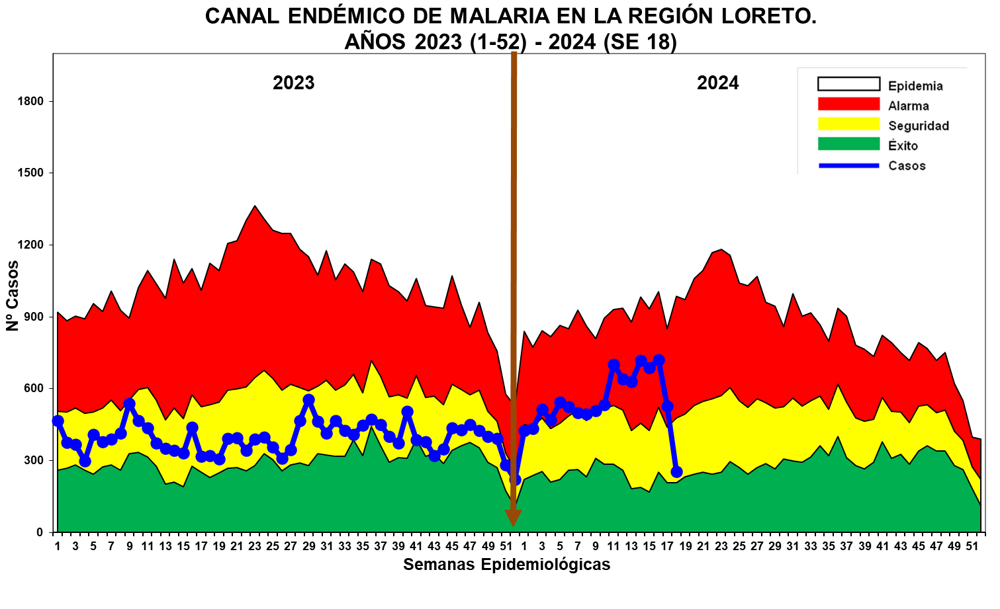 CANAL ENDÉMICO DE MALARIA EN LA REGIÓN LORETO.
AÑOS 2023 (1-52) - 2024 (SE 18)
2023
2024
Epidemia
Alarma
Seguridad
Éxito
Casos
Nº Casos
1800
1500
1200
900
600
300
0
1 3 5 7 9 11 13 15 17 19 21 23 25 27 29 31 33 35 37 39 41 43 45 47 49 51 1 3 5 7 9 11 13 15 17 19 21 23 25 27 29 31 33 35 37 39 41 43 45 47 49 51
Semanas Epidemiológicas